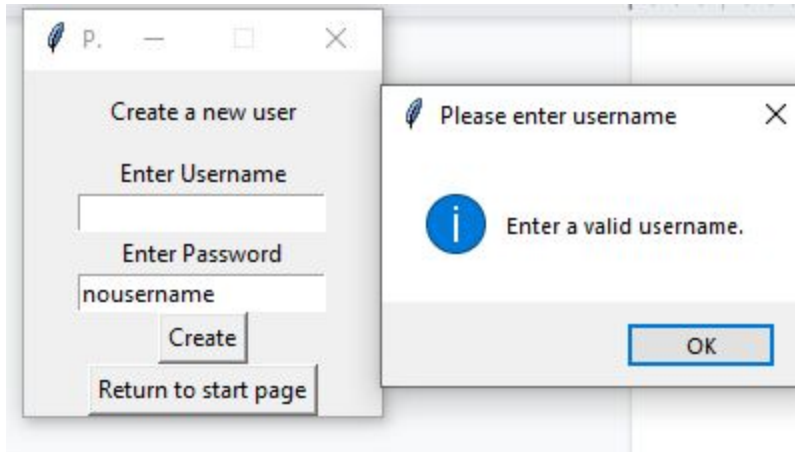 P.
Create a new user
Enter Username
Enter Password
nousername
Create
Return to start page
Please enter username
Enter a valid username.
OK